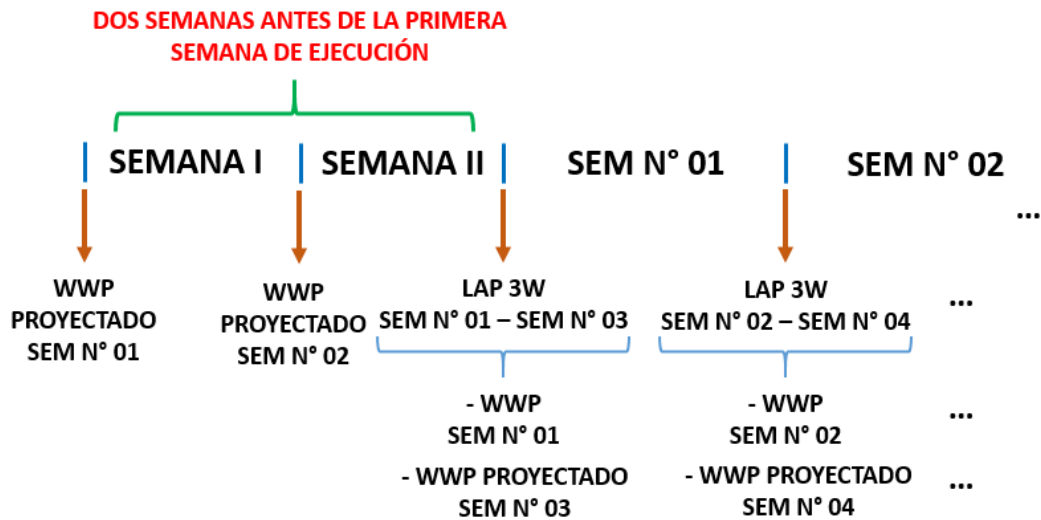 DOS SEMANAS ANTES DE LA PRIMERA
SEMANA DE EJECUCIÓN
SEMANA I
SEMANA II
SEM N° 01
SEM N° 02
...
WWP
PROYECTADO
SEM N° 01
WWP
PROYECTADO
SEM N° 02
LAP 3W
SEM N° 01 – SEM N° 03
LAP 3W
SEM N° 02 – SEM N° 04
...
- WWP
SEM N° 01
- WWP
SEM N° 02
...
- WWP PROYECTADO
SEM N° 03
- WWP PROYECTADO
SEM N° 04
...